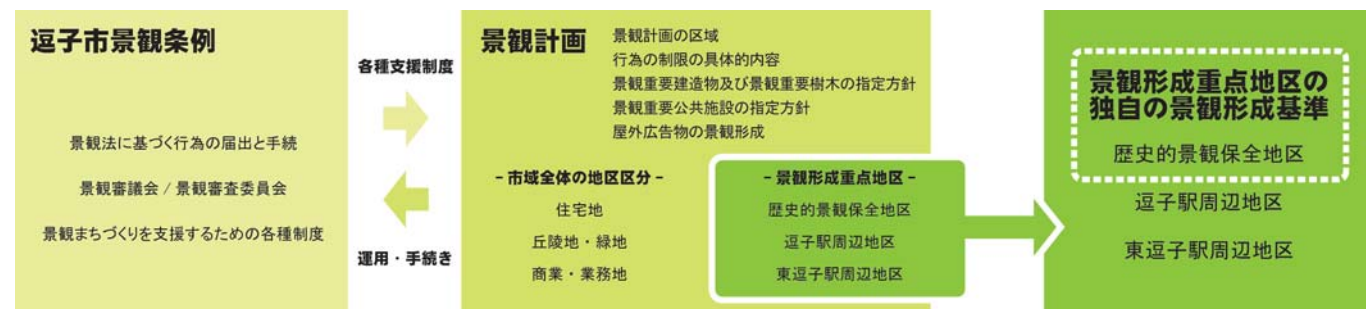 逗子市景観条例
景観法に基づく行為の届出と手続
景観審議会 / 景観審査委員会
景観まちづくりを支援するための各種制度
各種支援制度
運用・手続き
景観計画
景観計画の区域
行為の制限の具体的内容
景観重要建造物及び景観重要樹木の指定方針
景観重要公共施設の指定方針
屋外広告物の景観形成
- 市域全体の地区区分 -
住宅地
丘陵地・緑地
商業・業務地
- 景観形成重点地区 -
歴史的景観保全地区
逗子駅周辺地区
東逗子駅周辺地区
景観形成重点地区の
独自の景観形成基準
歴史的景観保全地区
逗子駅周辺地区
東逗子駅周辺地区